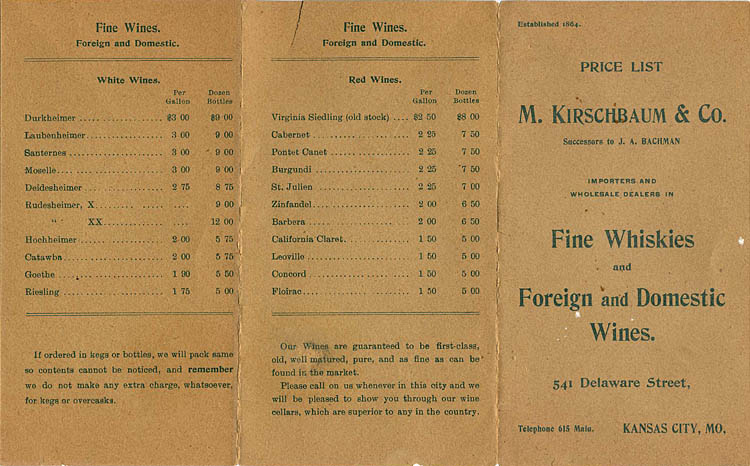 Fine Wines.
Foreign and Domestic.
White Wines.
Per Gallon Dozen Bottles
Durkheimer .................... $3 00 $9 00
Laubenheimer .................. 3 00 9 00
Santernes ..................... 3 00 9 00
Moselle ....................... 3 00 9 00
Deidesheimer .................. 2 75 8 75
Rudesheimer, X ................ .... 9 00
" XX .................. .... 12 00
Hochheimer .................... 2 00 5 75
Catawba ....................... 2 00 5 75
Goethe ........................ 1 90 5 50
Riesling ...................... 1 75 5 00
If ordered in kegs or bottles, we will pack same
so contents cannot be noticed, and remember
we do not make any extra charge, whatsoever,
for kegs or overcasks.
Fine Wines.
Foreign and Domestic.
Red Wines.
Per Gallon Dozen Bottles
Virginia Siedling (old stock) .... $2 50 $8 00
Cabernet ...................... 2 25 7 50
Pontet Canet .................. 2 25 7 50
Burgundi ...................... 2 25 7 50
St. Julien .................... 2 25 7 00
Zinfandel ..................... 2 00 6 50
Barbera ....................... 2 00 6 50
California Claret. ............ 1 50 5 00
Leoville ...................... 1 50 5 00
Concord ....................... 1 50 5 00
Floirac ....................... 1 50 5 00
Our Wines are guaranteed to be first-class,
old, well matured, pure, and as fine as can be
found in the market.
Please call on us whenever in this city and we
will be pleased to show you through our wine
cellars, which are superior to any in the country.
Established 1864.
PRICE LIST
M. KIRSCHBAUM & CO.
Successors to J. A. BACHMAN
IMPORTERS AND
WHOLESALE DEALERS IN
Fine Whiskies
and
Foreign and Domestic
Wines.
541 Delaware Street,
Telephone 615 Main. KANSAS CITY, MO,